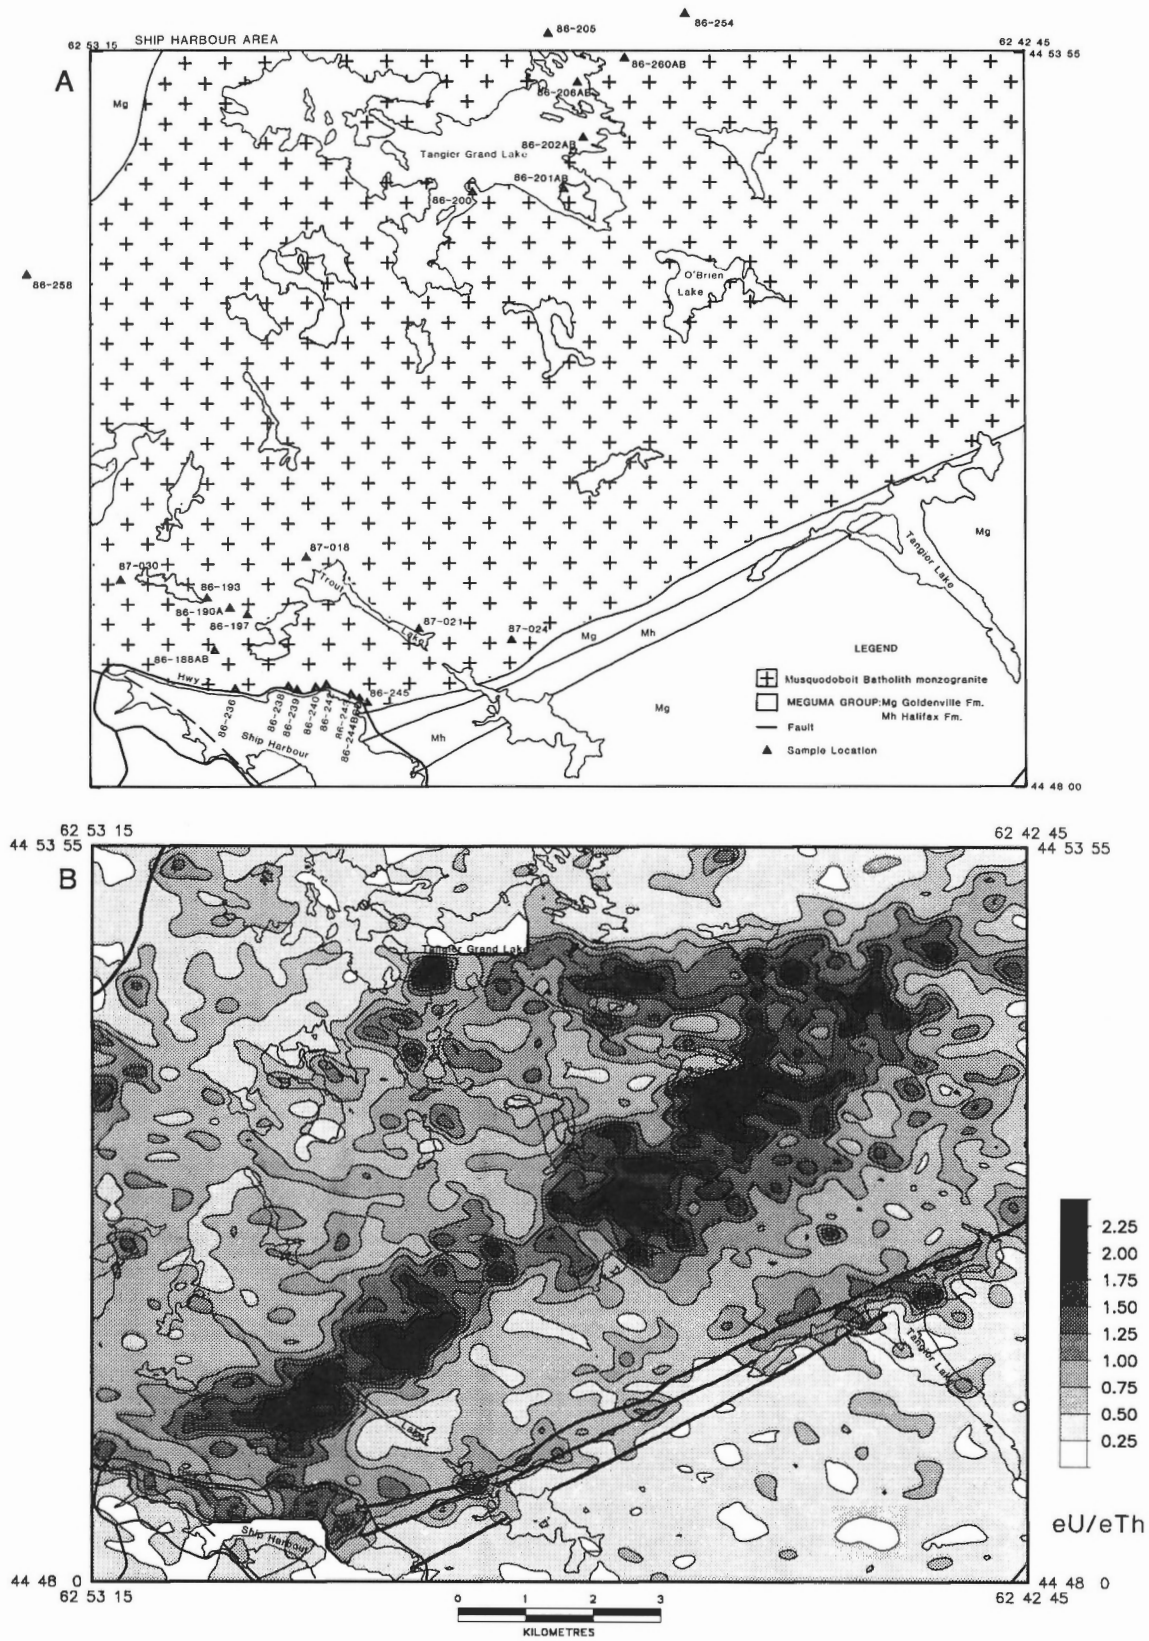 SHIP HARBOUR AREA
62 53 15
62 42 45
44 53 55
A
86-205
86-254
86-260AB
86-206AB
Mg
86-202AB
Tangier Grand Lake
86-201AB
86-200
86-258
O'Brien
Lake
Mg
Tangier Lake
87-018
87-030
86-193
Trout
Lake
86-190A
86-197
87-021
87-024
86-188AB
Mg
Mh
Hwy 7
86-245
86-236
86-238
86-239
86-240
86-242
86-243
Ship Harbour
Mh
Mg
LEGEND
Musquodoboit Batholith monzogranite
MEGUMA GROUP: Mg Goldenville Fm.
Mh Halifax Fm.
Fault
Sample Location
44 48 00
62 53 15
62 42 45
44 53 55
44 53 55
B
Tangier Grand Lake
Tangier Lake
Lake
Ship Harbour
2.25
2.00
1.75
1.50
1.25
1.00
0.75
0.50
0.25
eU/eTh
44 48 0
44 48 0
62 53 15
62 42 45
0 1 2 3
KILOMETRES